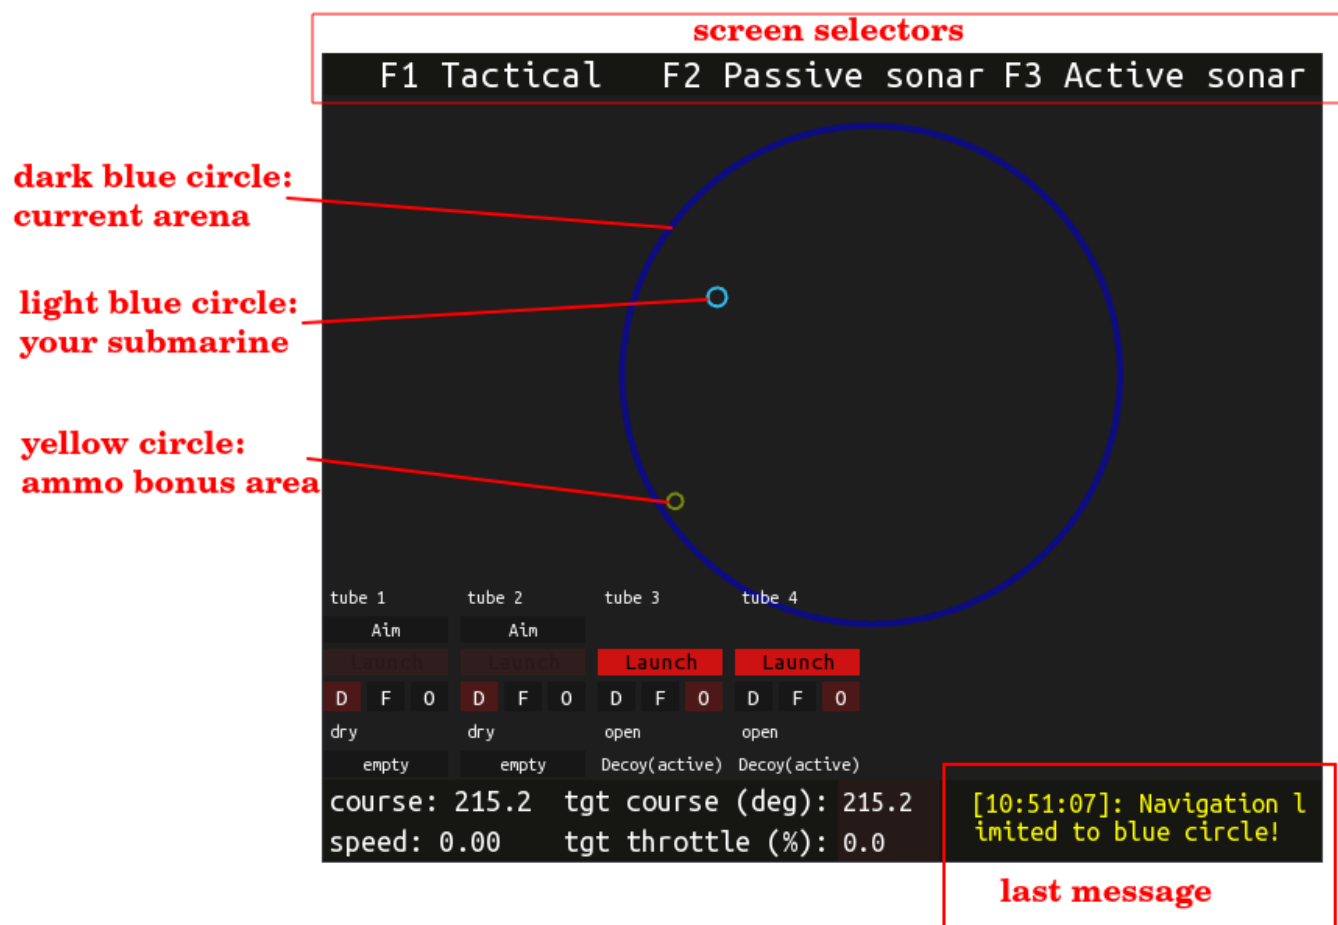 screen selectors
F1 Tactical F2 Passive sonar F3 Active sonar
dark blue circle:
current arena
light blue circle:
your submarine
yellow circle:
ammo bonus area
tube 1 tube 2 tube 3 tube 4
Aim Aim
Launch Launch Launch Launch
D F O D F O D F O D F O
dry dry open open
empty empty Decoy(active) Decoy(active)
course: 215.2 tgt course (deg): 215.2
speed: 0.00 tgt throttle (%): 0.0
[10:51:07]: Navigation l
imited to blue circle!
last message